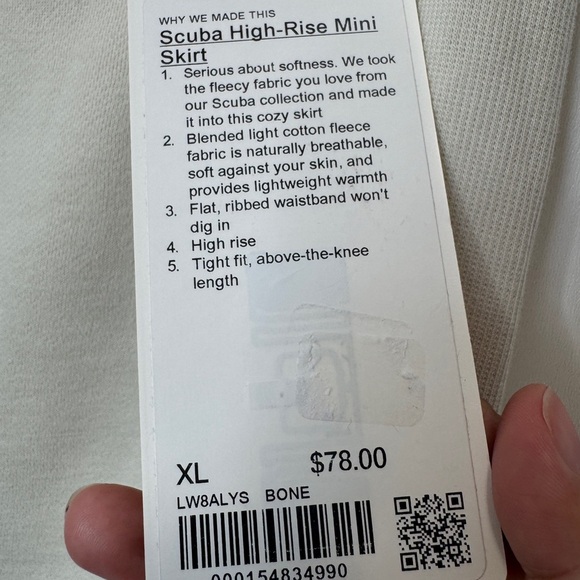 WHY WE MADE THIS
Scuba High-Rise Mini
Skirt
1. Serious about softness. We took
the fleecy fabric you love from
our Scuba collection and made
it into this cozy skirt
2. Blended light cotton fleece
fabric is naturally breathable,
soft against your skin, and
provides lightweight warmth
3. Flat, ribbed waistband won't
dig in
4. High rise
5. Tight fit, above-the-knee
length
XL $78.00
LW8ALYS BONE
000154834990